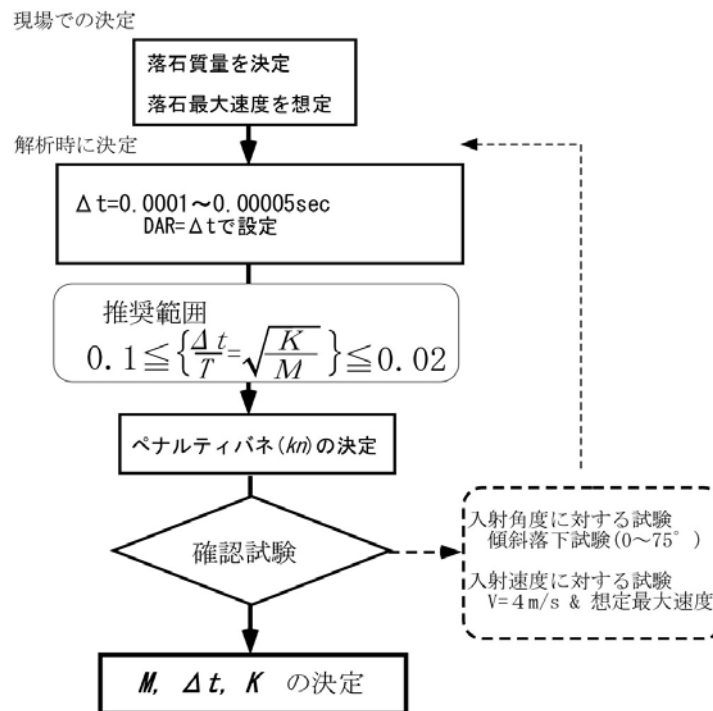 現場での決定
落石質量を決定
落石最大速度を想定
解析時に決定
Δt=0.0001～0.00005sec
DAR=Δtで設定
推奨範囲
0.1≦{Δt/T=√(K/M)}≦0.02
ペナルティバネ(kn)の決定
確認試験
入射角度に対する試験
傾斜落下試験(0～75°)
入射速度に対する試験
V=4m/s & 想定最大速度
M, Δt, K の決定